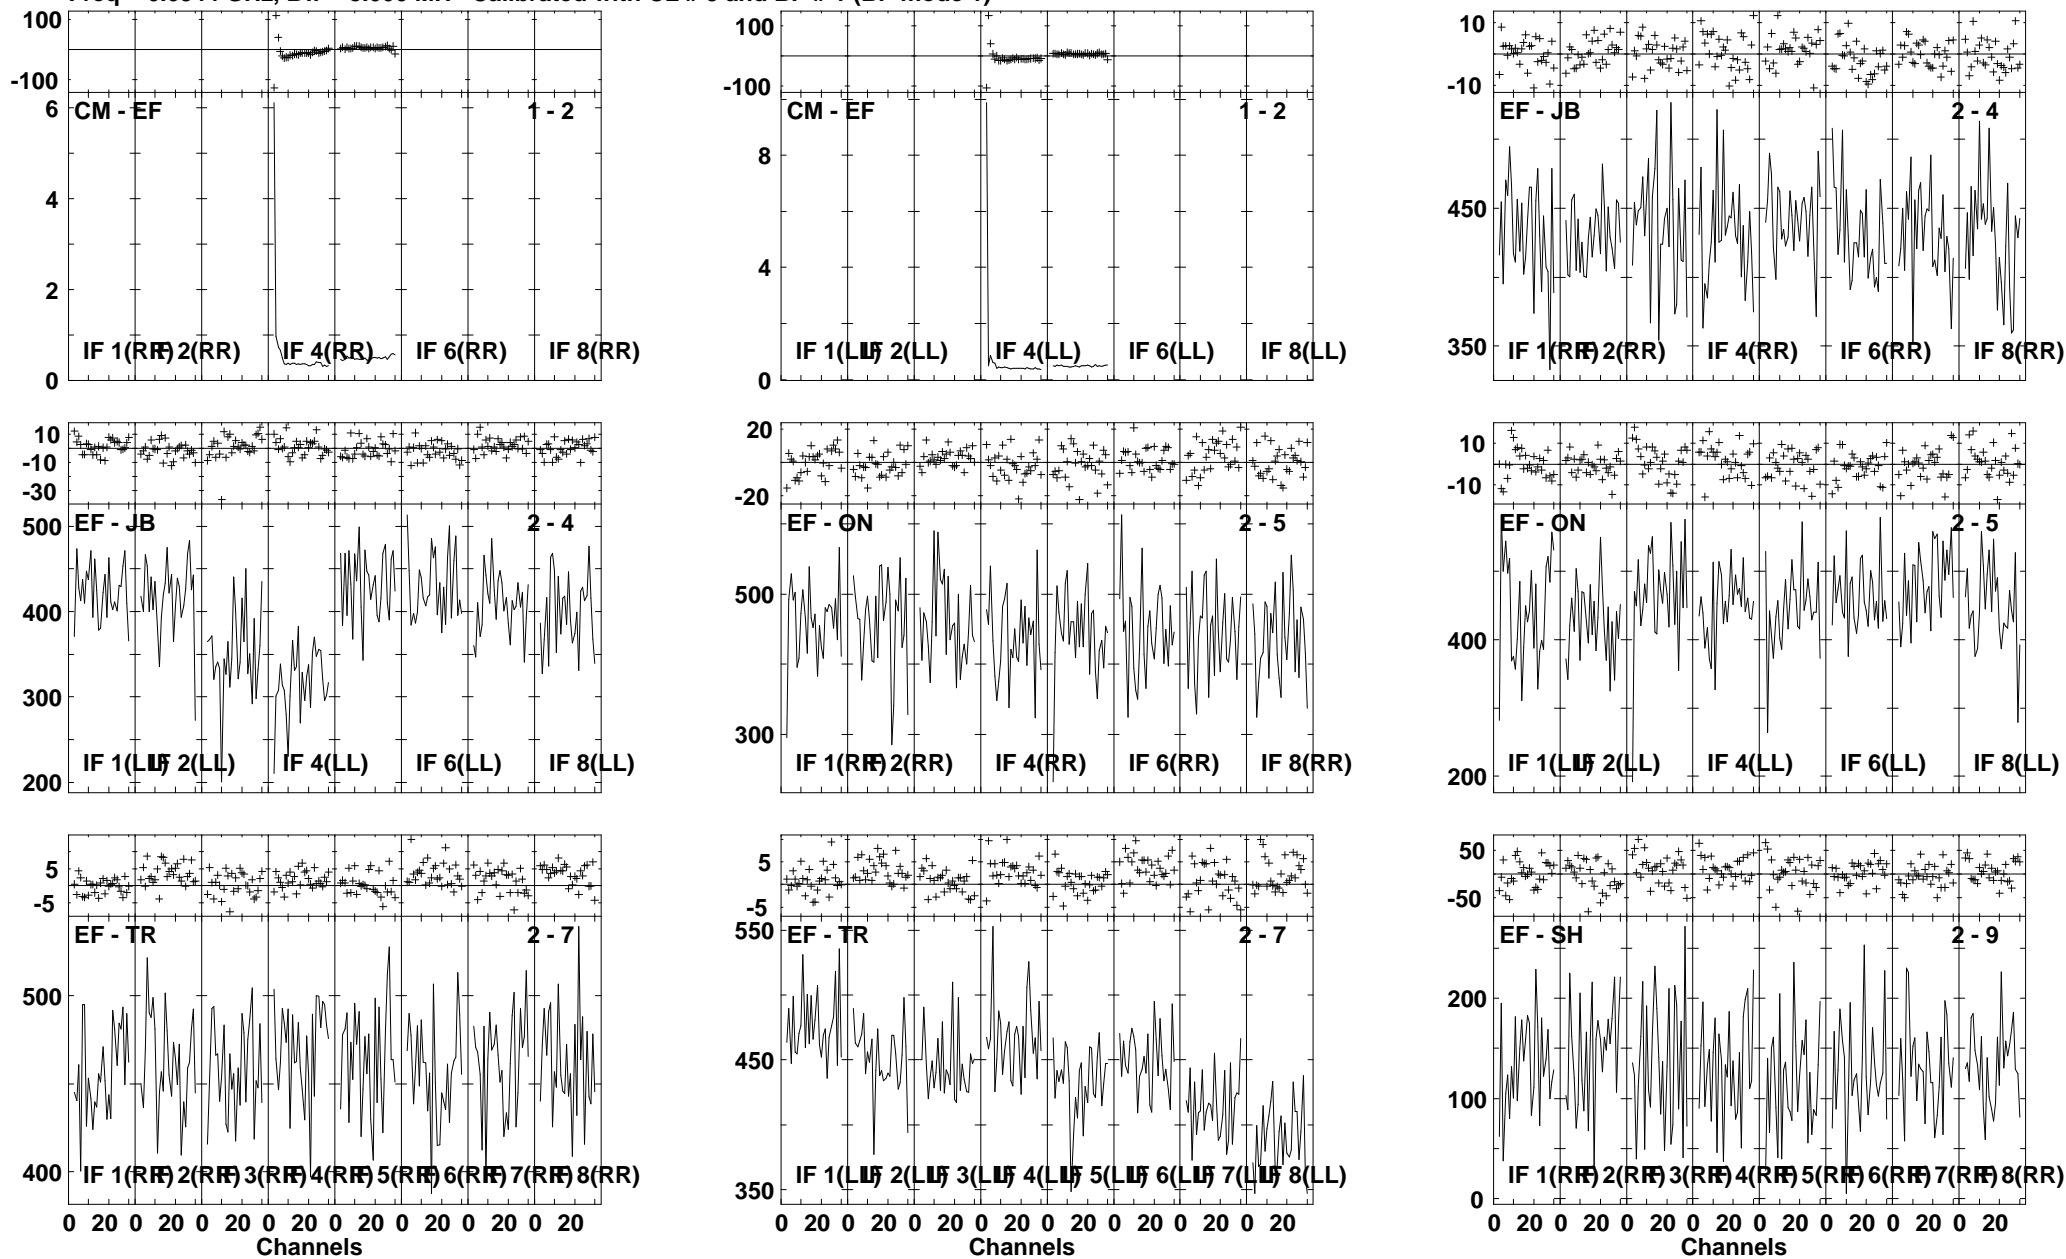 100
-100
6
4
2
0
CM - EF 1 - 2
IF 1(RR) IF 2(RR) IF 4(RR) IF 6(RR) IF 8(RR)
100
-100
8
4
0
CM - EF 1 - 2
IF 1(LL) IF 2(LL) IF 4(LL) IF 6(LL) IF 8(LL)
10
-10
450
350
EF - JB 2 - 4
IF 1(RR) IF 2(RR) IF 4(RR) IF 6(RR) IF 8(RR)
10
-10
-30
500
400
300
200
EF - JB 2 - 4
IF 1(LL) IF 2(LL) IF 4(LL) IF 6(LL) IF 8(LL)
20
-20
500
300
EF - ON 2 - 5
IF 1(RR) IF 2(RR) IF 4(RR) IF 6(RR) IF 8(RR)
10
-10
400
200
EF - ON 2 - 5
IF 1(LL) IF 2(LL) IF 4(LL) IF 6(LL) IF 8(LL)
5
-5
500
400
EF - TR 2 - 7
IF 1(RR) IF 2(RR) IF 3(RR) IF 4(RR) IF 5(RR) IF 6(RR) IF 7(RR) IF 8(RR)
0 20 0 20 0 20 0 20 0 20 0 20 0 20 0 20
Channels
5
-5
550
450
350
EF - TR 2 - 7
IF 1(LL) IF 2(LL) IF 3(LL) IF 4(LL) IF 5(LL) IF 6(LL) IF 7(LL) IF 8(LL)
0 20 0 20 0 20 0 20 0 20 0 20 0 20 0 20
50
-50
200
100
0
EF - SH 2 - 9
IF 1(RR) IF 2(RR) IF 3(RR) IF 4(RR) IF 5(RR) IF 6(RR) IF 7(RR) IF 8(RR)
0 20 0 20 0 20 0 20 0 20 0 20 0 20 0 20
Channels